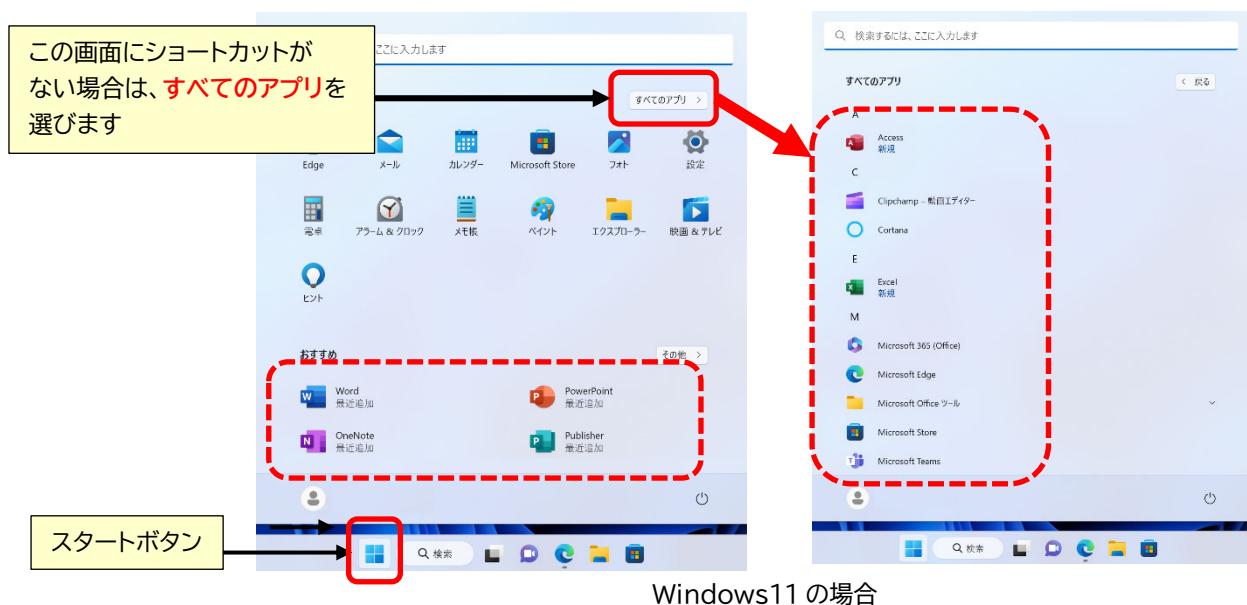 この画面にショートカットが
ない場合は、すべてのアプリを
選びます
ここに入力します
すべてのアプリ >
Edge
メール
カレンダー
Microsoft Store
フォト
設定
電卓
アラーム & クロック
メモ帳
ペイント
エクスプローラー
映画 & テレビ
ヒント
おすすめ
その他 >
Word
最近追加
PowerPoint
最近追加
OneNote
最近追加
Publisher
最近追加
スタートボタン
検索
検索するには、ここに入力します
すべてのアプリ
< 戻る
A
Access
新規
C
Clipchamp – 動画エディター
Cortana
E
Excel
新規
M
Microsoft 365 (Office)
Microsoft Edge
Microsoft Office ツール
Microsoft Store
Microsoft Teams
検索
Windows11 の場合